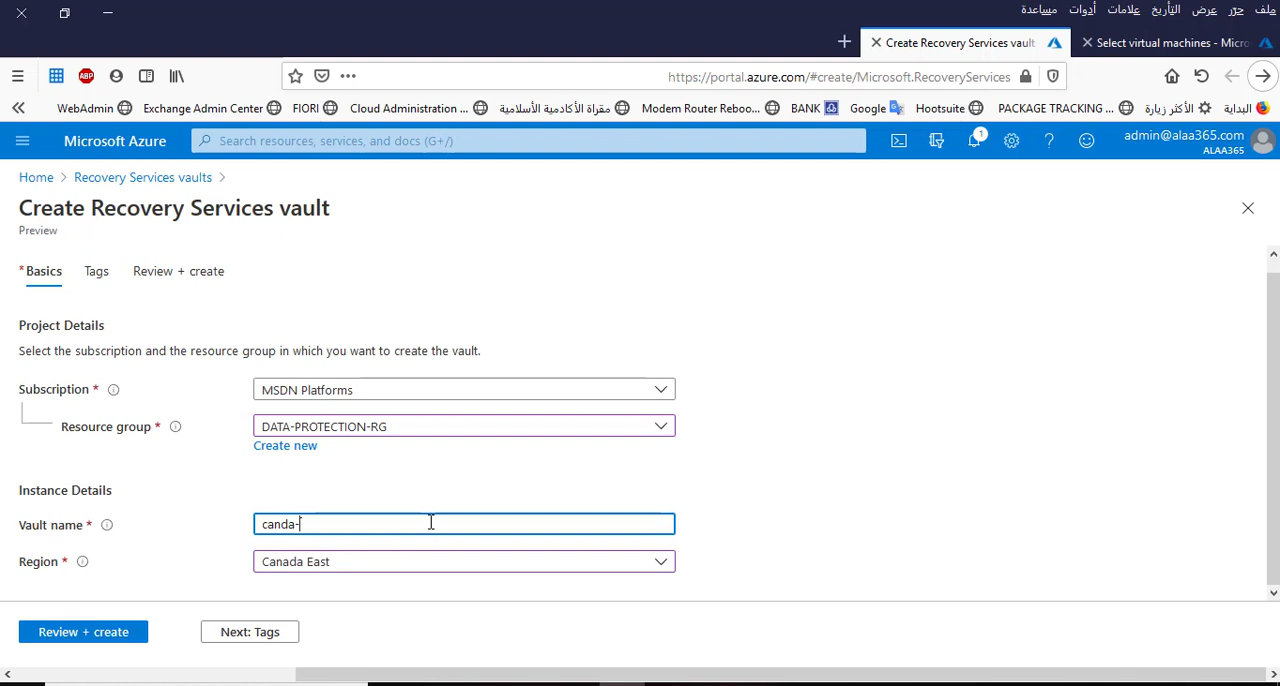 ملف حرّر عرض التأريخ علامات أدوات مساعدة
Create Recovery Services vault
Select virtual machines - Micro
https://portal.azure.com/#create/Microsoft.RecoveryServices
ABP
WebAdmin
Exchange Admin Center
FIORI
Cloud Administration ...
مقراة الأكادمية الأسلامية
Modem Router Reboo...
BANK
Google
Hootsuite
PACKAGE TRACKING ...
الأكثر زيارة
البداية
Microsoft Azure
Search resources, services, and docs (G+/)
1
admin@alaa365.com
ALAA365
Home > Recovery Services vaults >
Create Recovery Services vault
Preview
* Basics Tags Review + create
Project Details
Select the subscription and the resource group in which you want to create the vault.
Subscription * MSDN Platforms
Resource group * DATA-PROTECTION-RG
Create new
Instance Details
Vault name * canda-
Region * Canada East
Review + create
Next: Tags